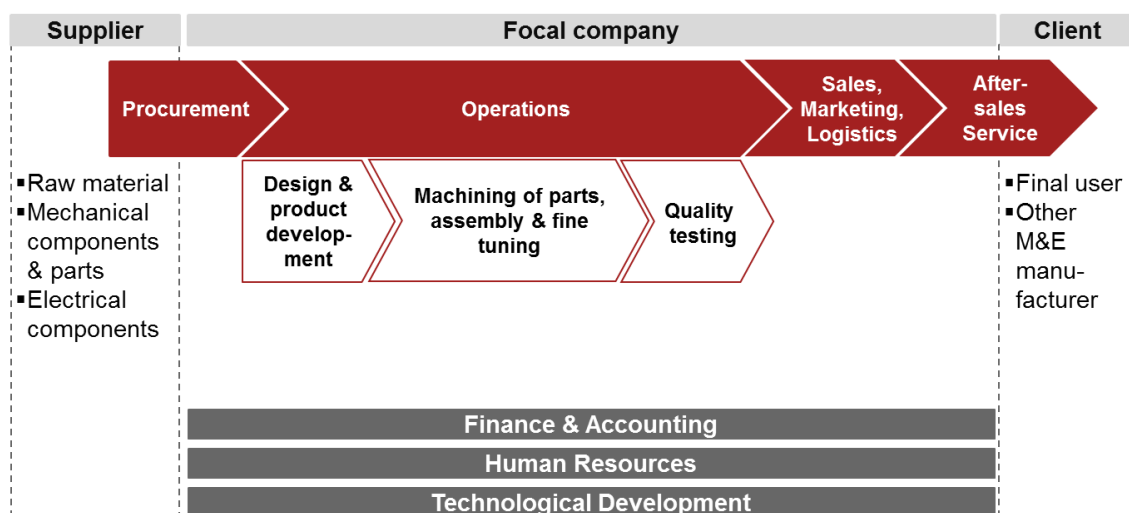 Supplier
Focal company
Client
Procurement
Operations
Sales,
Marketing,
Logistics
After-
sales
Service
▪Raw material
▪Mechanical
components
& parts
▪Electrical
components
Design &
product
develop-
ment
Machining of parts,
assembly & fine
tuning
Quality
testing
▪Final user
▪Other
M&E
manu-
facturer
Finance & Accounting
Human Resources
Technological Development